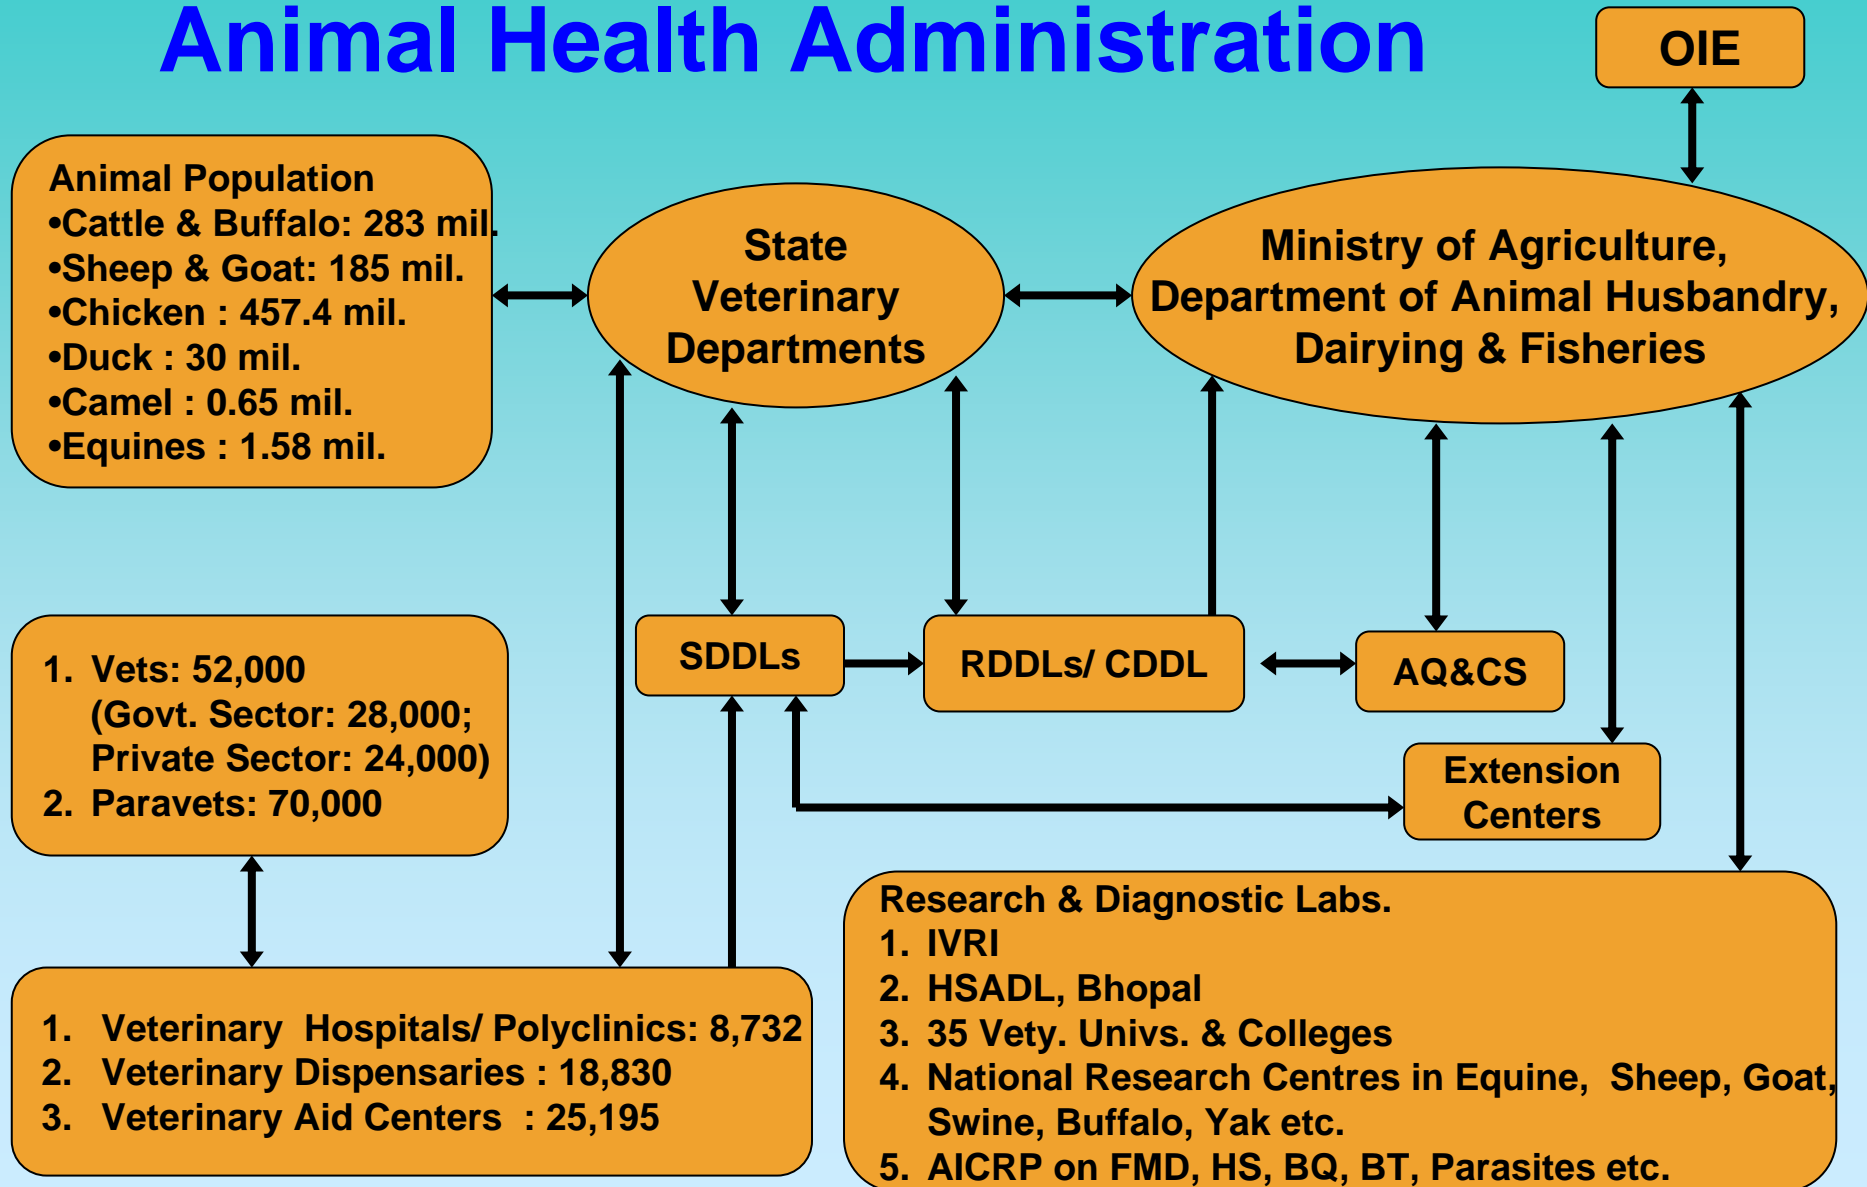 Animal Health Administration
OIE
Animal Population
•Cattle & Buffalo: 283 mil.
•Sheep & Goat: 185 mil.
•Chicken : 457.4 mil.
•Duck : 30 mil.
•Camel : 0.65 mil.
•Equines : 1.58 mil.
State
Veterinary
Departments
Ministry of Agriculture,
Department of Animal Husbandry,
Dairying & Fisheries
1. Vets: 52,000
(Govt. Sector: 28,000;
Private Sector: 24,000)
2. Paravets: 70,000
SDDLs
RDDLs/ CDDL
AQ&CS
Extension
Centers
1. Veterinary Hospitals/ Polyclinics: 8,732
2. Veterinary Dispensaries : 18,830
3. Veterinary Aid Centers : 25,195
Research & Diagnostic Labs.
1. IVRI
2. HSADL, Bhopal
3. 35 Vety. Univs. & Colleges
4. National Research Centres in Equine, Sheep, Goat,
Swine, Buffalo, Yak etc.
5. AICRP on FMD, HS, BQ, BT, Parasites etc.